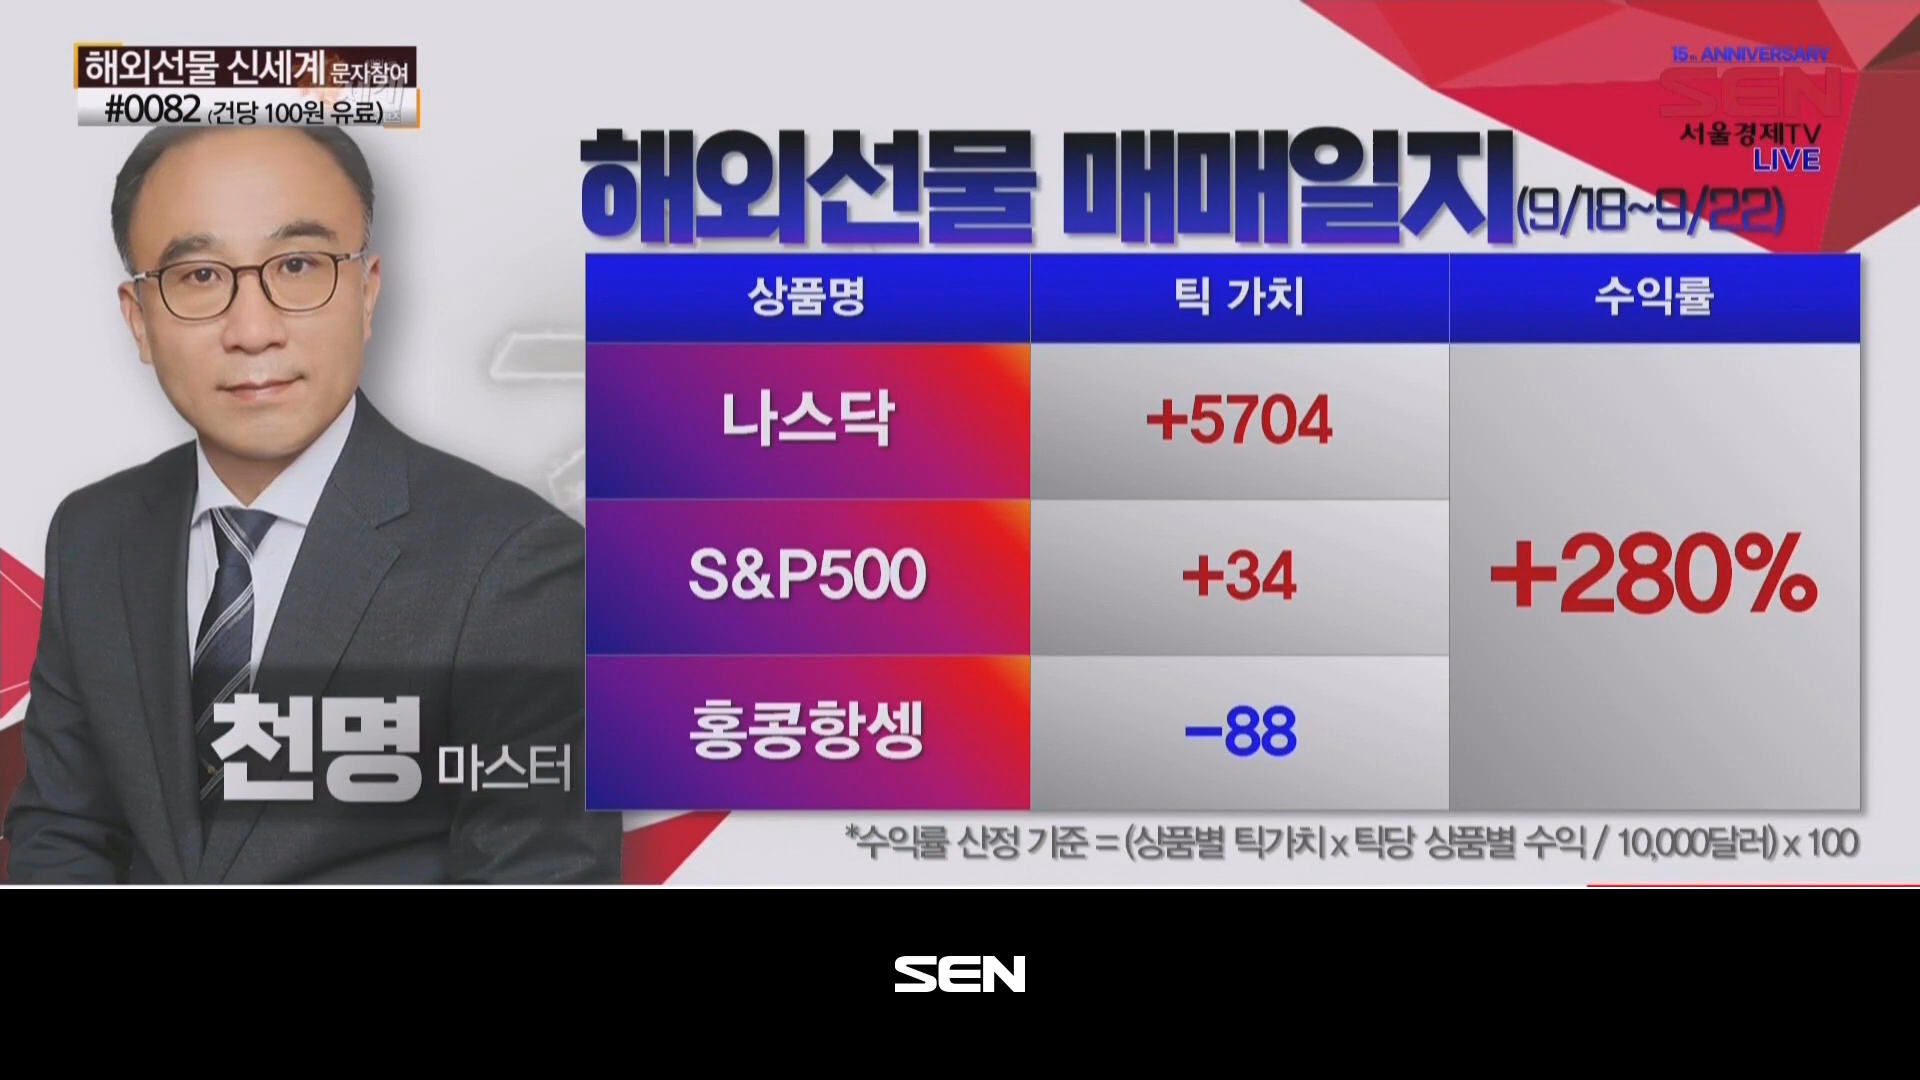 해외선물 신세계 문자참여
#0082 (건당 100원 유료)
15th ANNIVERSARY
SEN
서울경제TV
LIVE
해외선물 매매일지(9/18~9/22)
상품명 틱 가치 수익률
나스닥 +5704
S&P500 +34 +280%
홍콩항셍 -88
천명 마스터
*수익률 산정 기준 = (상품별 틱가치 x 틱당 상품별 수익 / 10,000달러) x 100
SEN